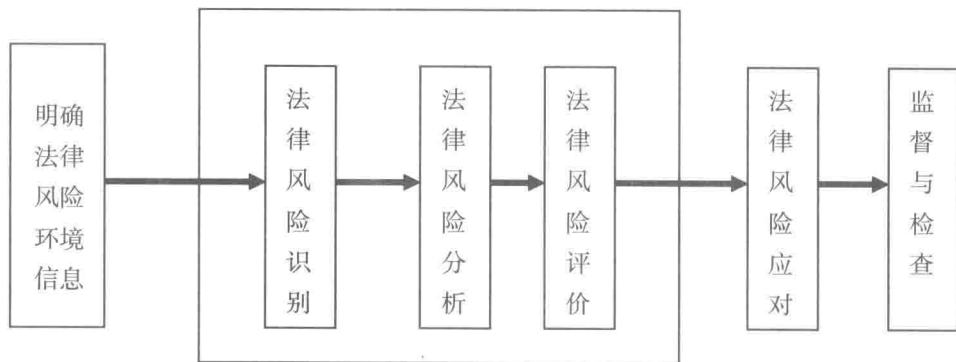 明确
法律
风险
环境
信息
法律风险识别
法律风险分析
法律风险评价
法律风险应对
监督与检查